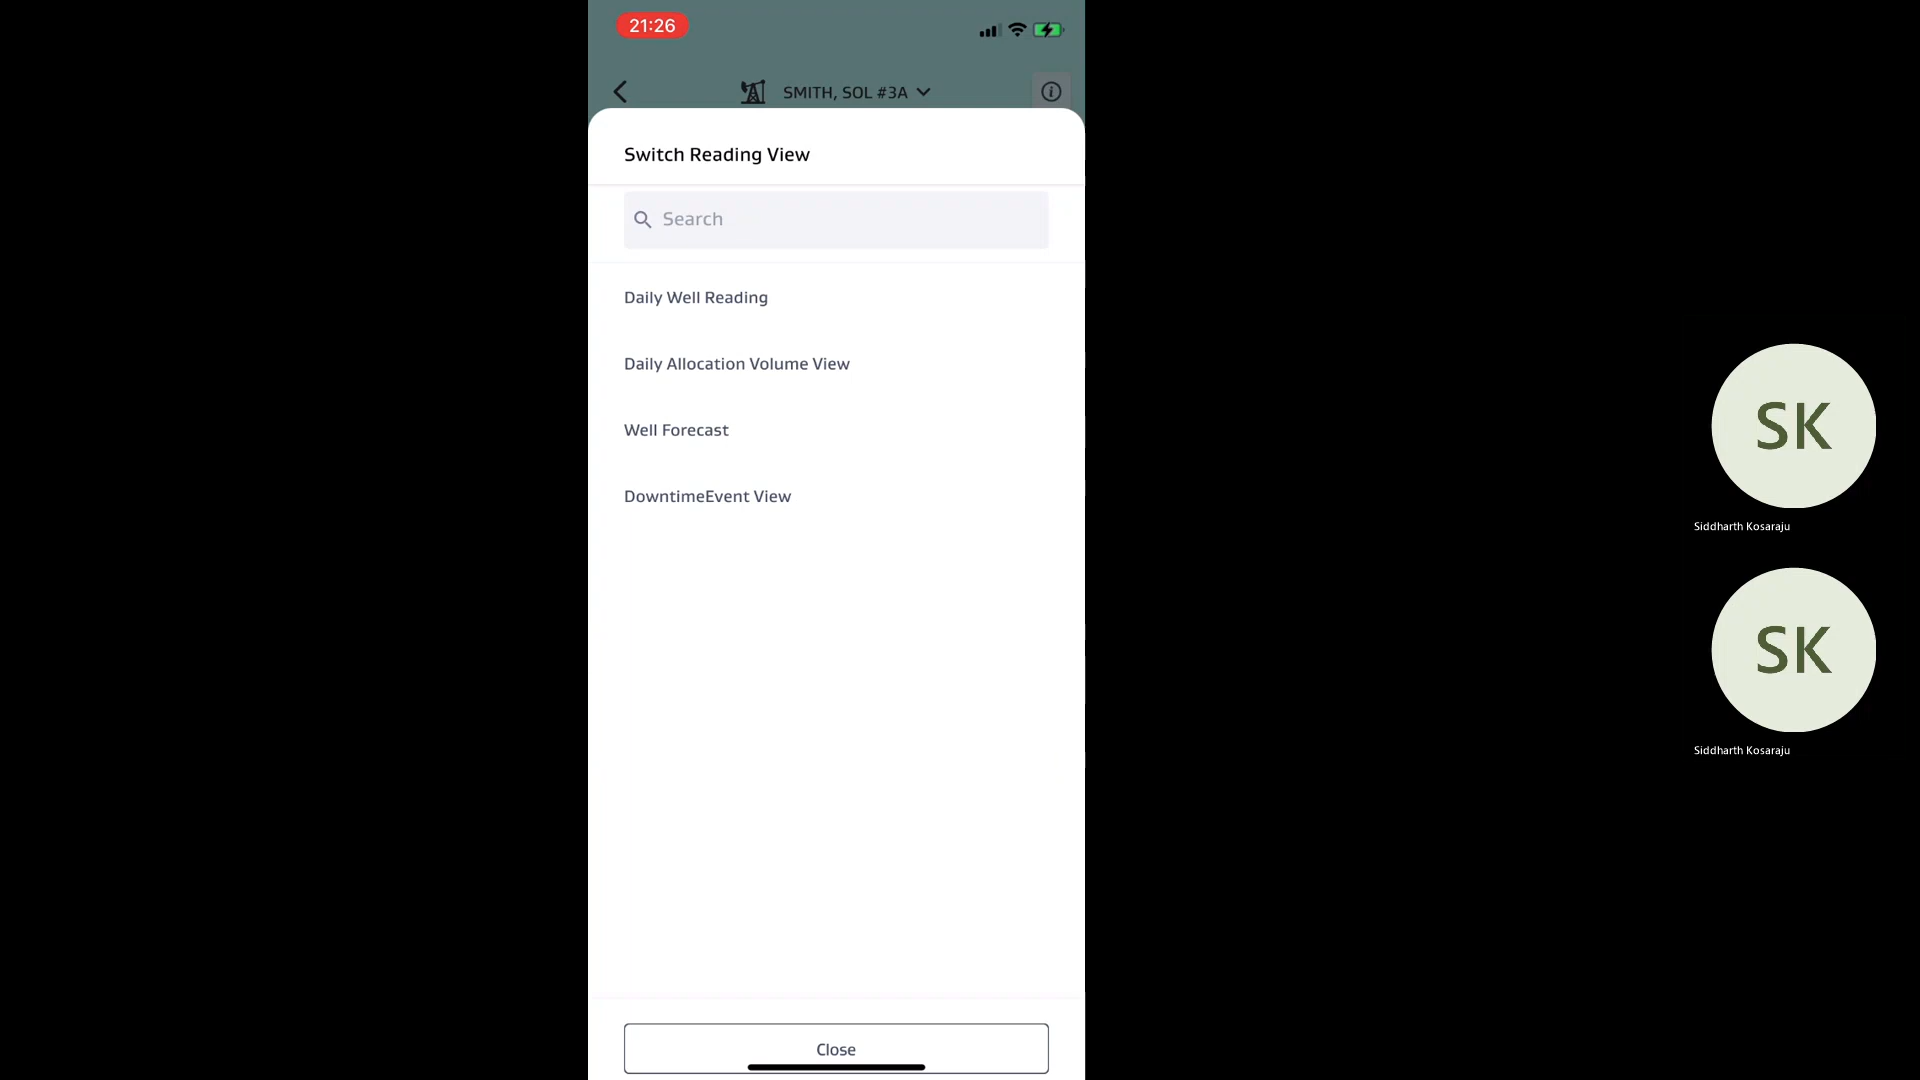 21:26
SMITH, SOL #3A
Switch Reading View
Search
Daily Well Reading
Daily Allocation Volume View
Well Forecast
DowntimeEvent View
Close
SK
Siddharth Kosaraju
SK
Siddharth Kosaraju